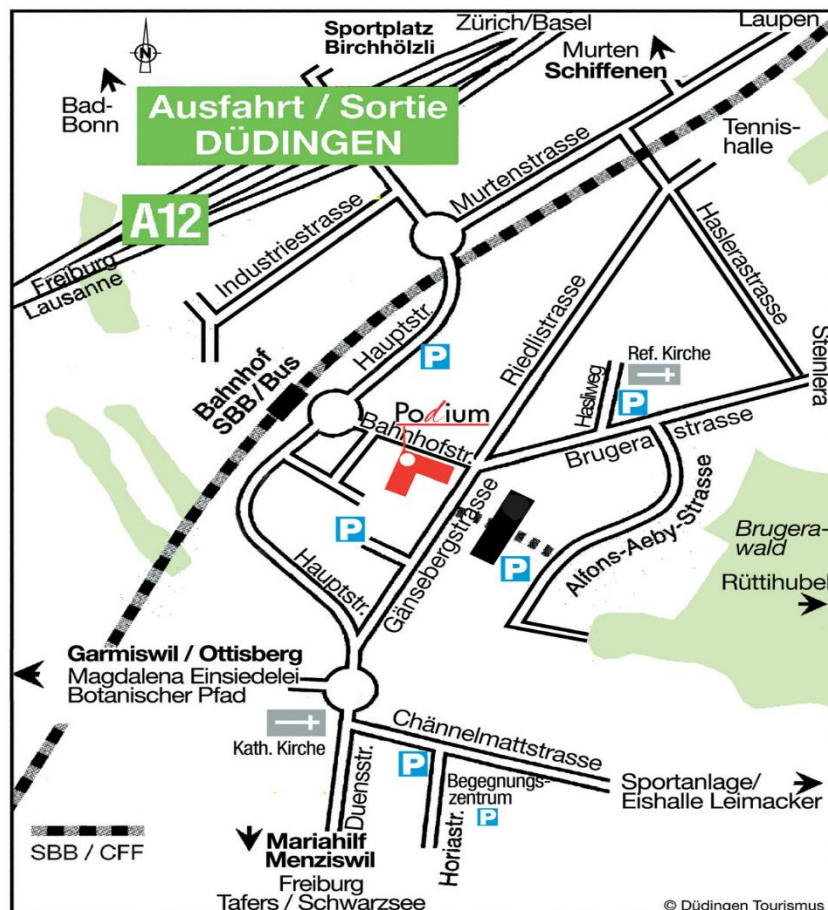 Sportplatz
Birchhölzli
Zürich/Basel
Laupen
Murten
Schiffenen
N
Bad-
Bonn
Ausfahrt / Sortie
DÜDINGEN
Tennis-
halle
A12
Murtenstrasse
Industriestrasse
Freiburg
Lausanne
Haslerastrasse
Hauptstr.
Riedlistrasse
Steinlera
Bahnhof
SBB/Bus
P
Ref. Kirche
Podium
Hasliweg
P
Bahnhofstr.
Brugera strasse
Gänsebergstrasse
P
P
Alfons-Aeby-Strasse
Brugera-
wald
Rüttihubel
Hauptstr.
Garmiswil / Ottisberg
Magdalena Einsiedelei
Botanischer Pfad
Kath. Kirche
Chännelmattstrasse
Duensstr.
P
Begegnungs-
zentrum
P
Horiastr.
Sportanlage/
Eishalle Leimacker
SBB / CFF
Mariahilf
Menziswil
Freiburg
Tafers / Schwarzsee
© Düdingen Tourismus